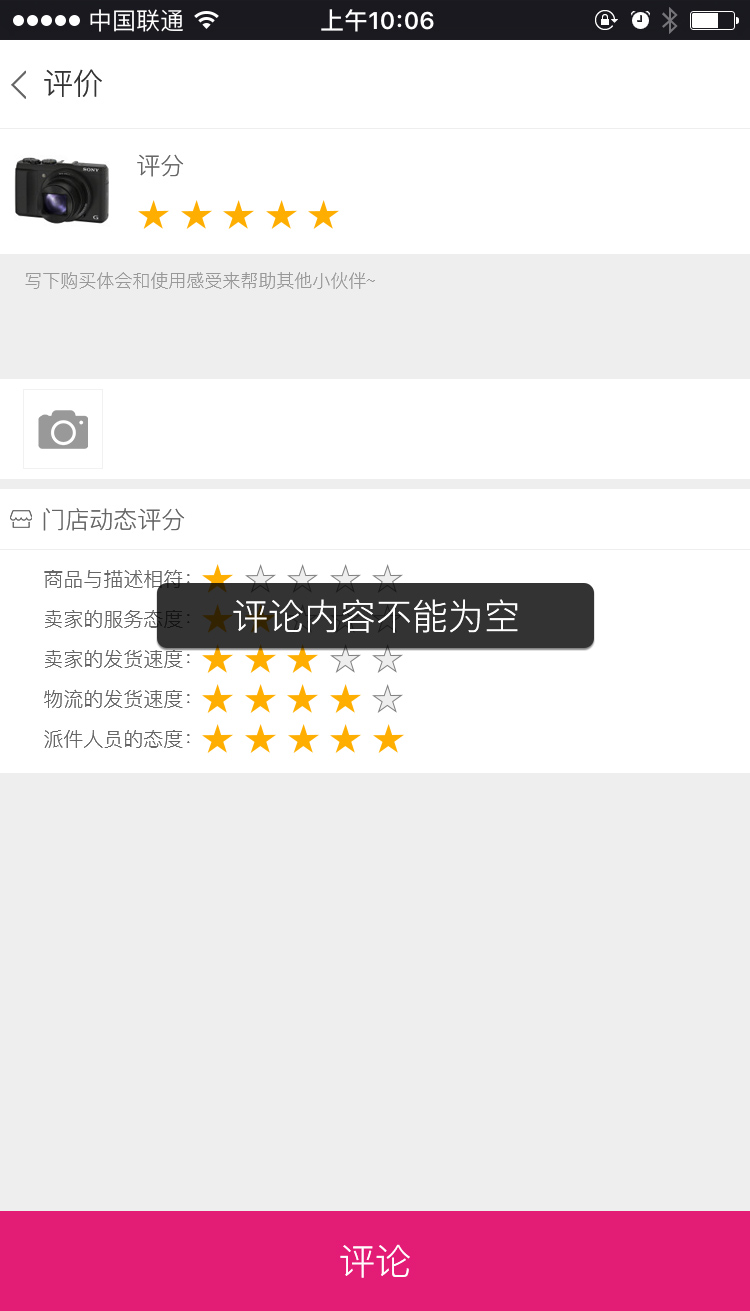 中国联通 上午10:06
评价
SONY
G
评分
写下购买体会和使用感受来帮助其他小伙伴~
门店动态评分
商品与描述相符:
卖家的服务态度:
评论内容不能为空
卖家的发货速度:
物流的发货速度:
派件人员的态度:
评论